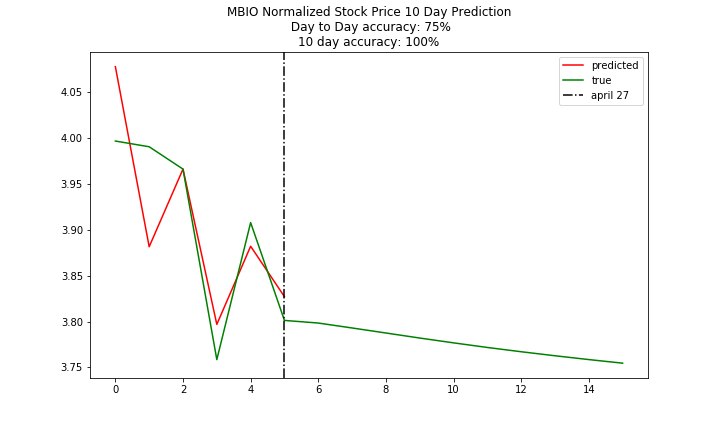 MBIO Normalized Stock Price 10 Day Prediction
Day to Day accuracy: 75%
10 day accuracy: 100%
predicted
true
april 27
4.05
4.00
3.95
3.90
3.85
3.80
3.75
0 2 4 6 8 10 12 14